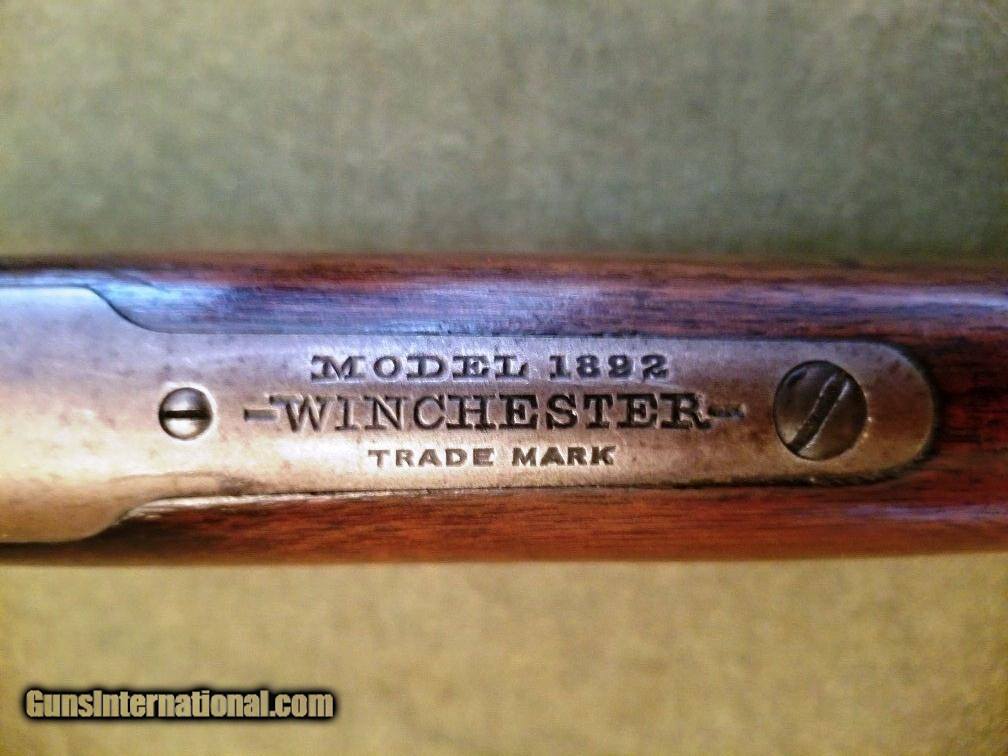 MODEL 1892
-WINCHESTER-
TRADE MARK
GunsInternational.com